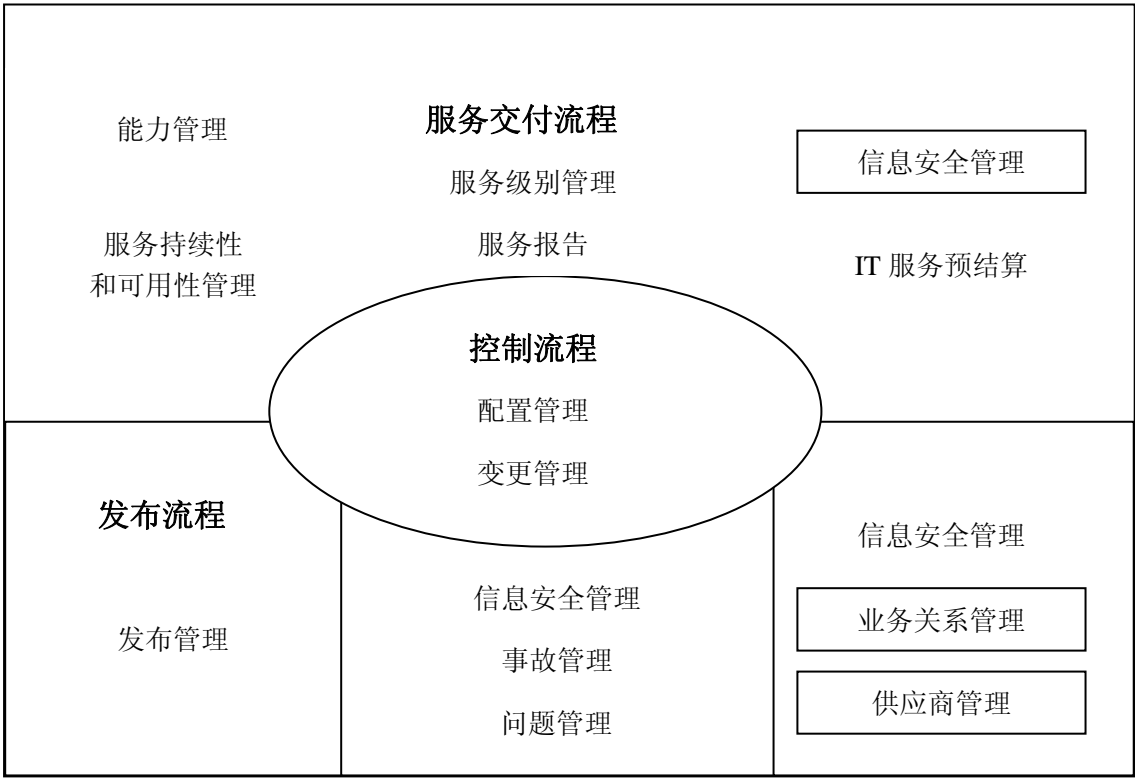 服务交付流程
能力管理
信息安全管理
服务级别管理
服务持续性
和可用性管理
服务报告
IT 服务预结算
控制流程
配置管理
变更管理
发布流程
发布管理
信息安全管理
事故管理
问题管理
信息安全管理
业务关系管理
供应商管理